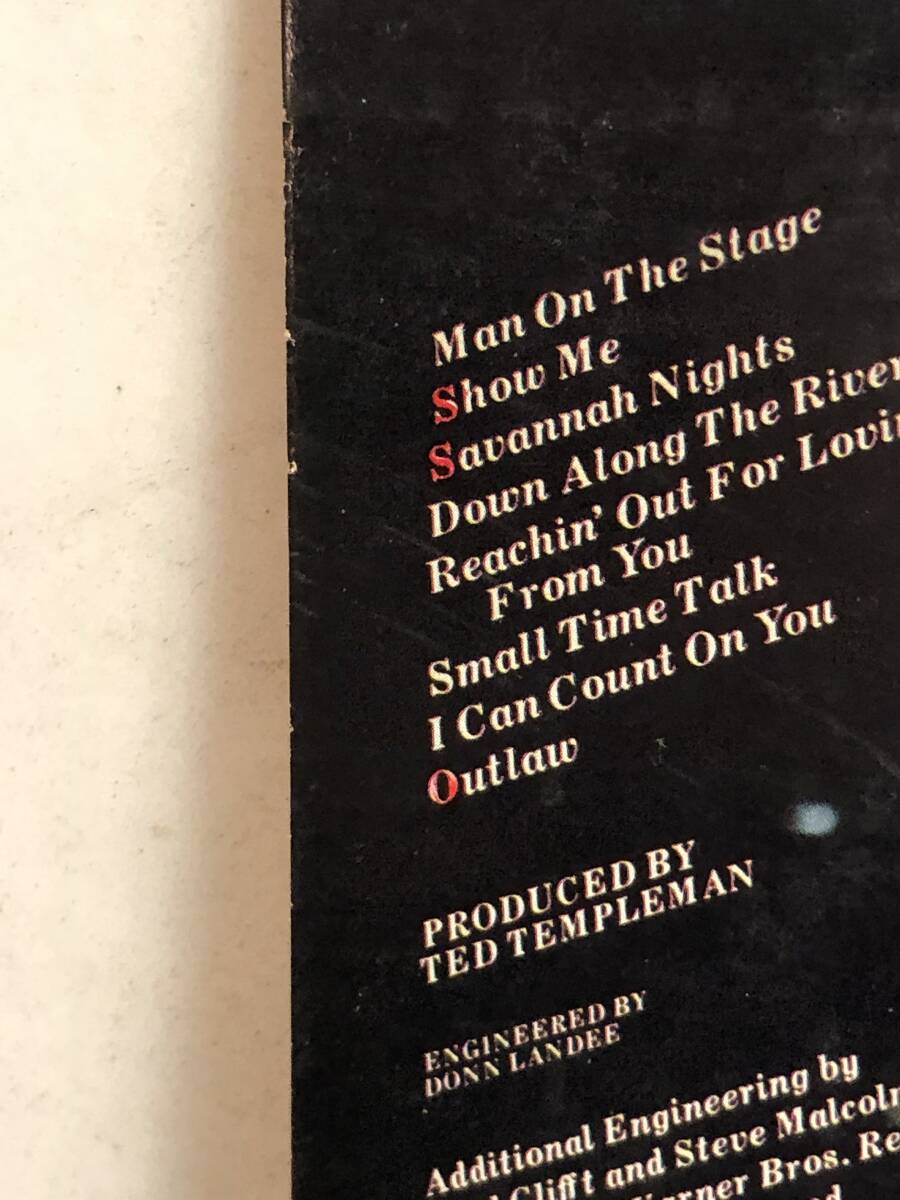 Man On The Stage
Show Me
Savannah Nights
Down Along The River
Reachin' Out For Lovin
From You
Small Time Talk
I Can Count On You
Outlaw
PRODUCED BY
TED TEMPLEMAN
ENGINEERED BY
DONN LANDEE
Additional Engineering by
Clifft and Steve Malcolm
Bros.